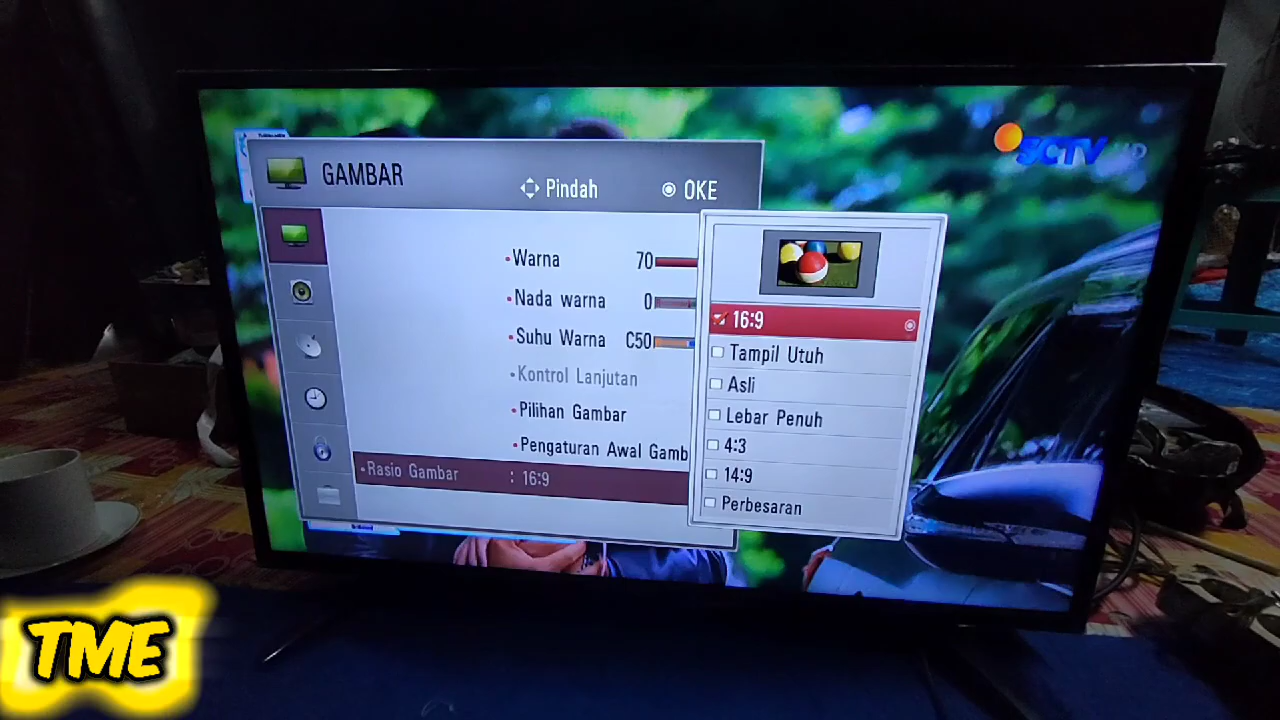 SCTV HD
GAMBAR
Pindah
OKE
Warna 70
Nada warna 0
Suhu Warna C50
Kontrol Lanjutan
Pilihan Gambar
Pengaturan Awal Gamb
Rasio Gambar : 16:9
16:9
Tampil Utuh
Asli
Lebar Penuh
4:3
14:9
Perbesaran
TME